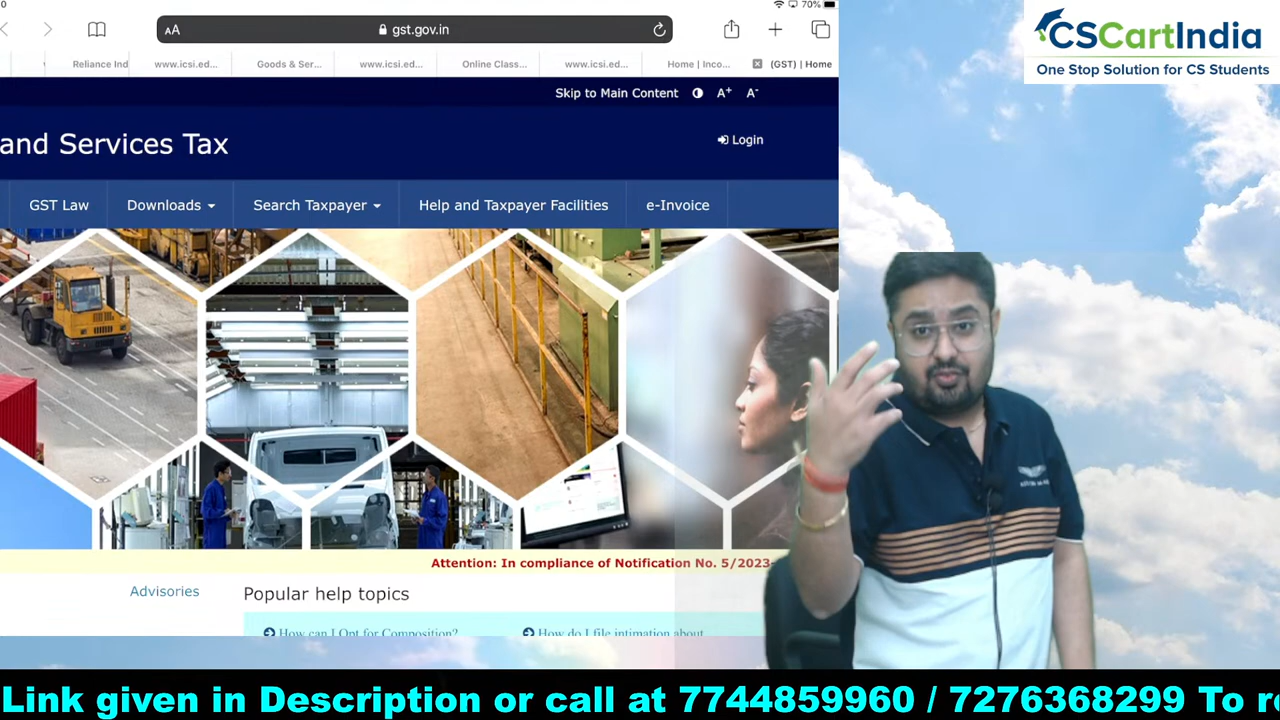 70%
AA
gst.gov.in
Reliance Ind
www.icsi.ed...
Goods & Ser...
www.icsi.ed...
Online Class...
www.icsi.ed...
Home | Inco...
(GST) | Home
CSCartIndia
One Stop Solution for CS Students
Skip to Main Content
A+
A-
and Services Tax
Login
GST Law
Downloads
Search Taxpayer
Help and Taxpayer Facilities
e-Invoice
Attention: In compliance of Notification No. 5/2023-
Advisories
Popular help topics
How can I Opt for Composition?
How do I file intimation about
Link given in Description or call at 7744859960 / 7276368299 To r